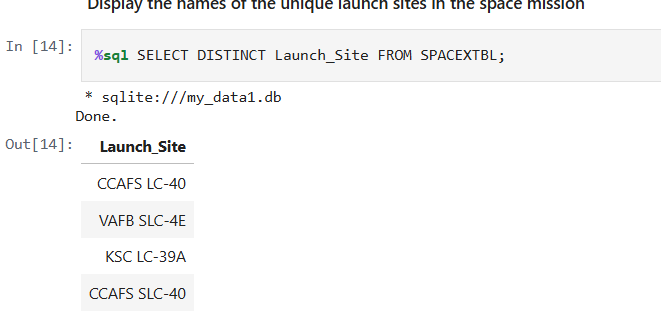 Display the names of the unique launch sites in the space mission
In [14]: %sql SELECT DISTINCT Launch_Site FROM SPACEXTBL;
* sqlite:///my_data1.db
Done.
Out[14]: Launch_Site
CCAFS LC-40
VAFB SLC-4E
KSC LC-39A
CCAFS SLC-40